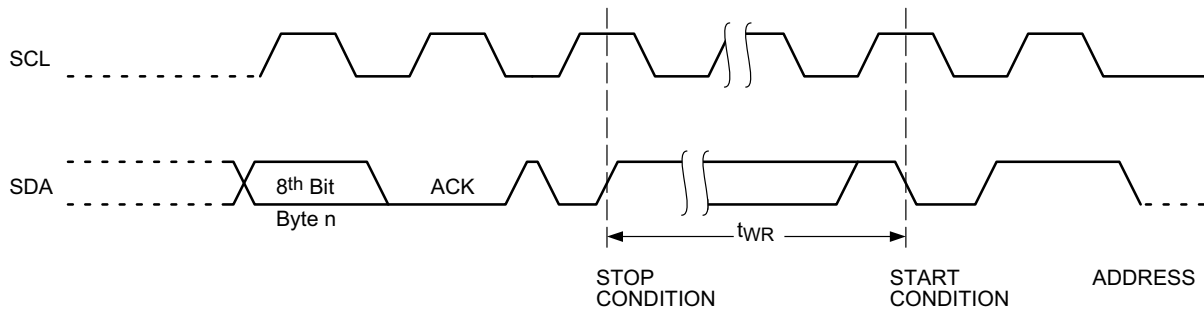 SCL
SDA
8th Bit
Byte n
ACK
tWR
STOP
CONDITION
START
CONDITION
ADDRESS